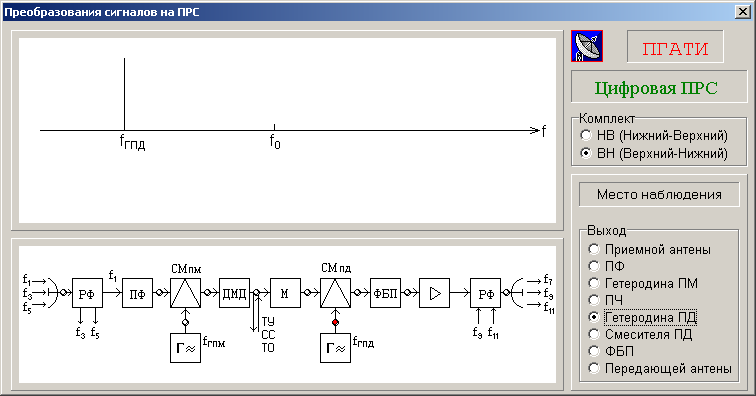 Преобразования сигналов на ПРС
f
fГПД
f0
ПГАТИ
Цифровая ПРС
Комплект
НВ (Нижний-Верхний)
ВН (Верхний-Нижний)
Место наблюдения
Выход
Приемной антены
ПФ
Гетеродина ПМ
ПЧ
Гетеродина ПД
Смесителя ПД
ФБП
Передающей антены
СМпм
СМпд
f1
f3
f5
РФ
f1
ПФ
ДМД
М
ФБП
РФ
f7
f9
f11
f3
f5
ТУ
СС
ТО
f9
f11
Г≈
fГПМ
Г≈
fГПД